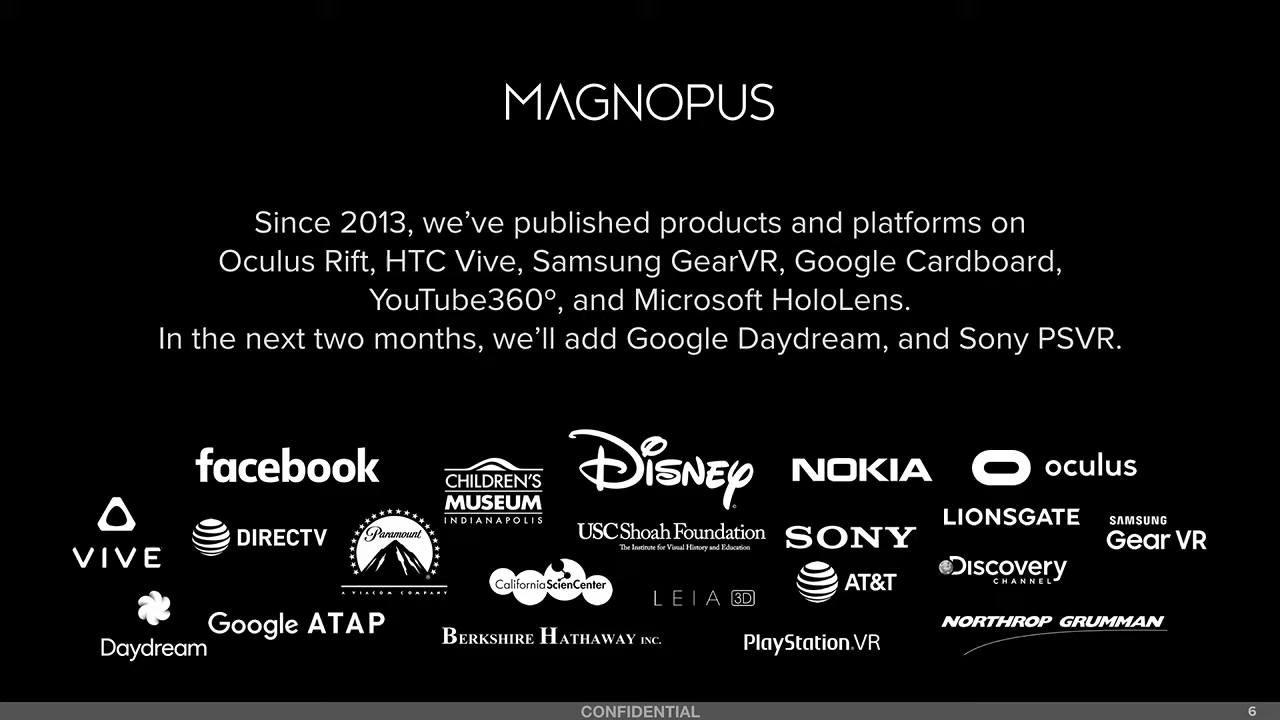 MAGNOPUS
Since 2013, we've published products and platforms on
Oculus Rift, HTC Vive, Samsung GearVR, Google Cardboard,
YouTube360º, and Microsoft HoloLens.
In the next two months, we'll add Google Daydream, and Sony PSVR.
facebook
CHILDREN'S
MUSEUM
INDIANAPOLIS
DISNEY
NOKIA
oculus
VIVE
DIRECTV
Paramount
A VIACOM COMPANY
USC Shoah Foundation
The Institute for Visual History and Education
SONY
LIONSGATE
SAMSUNG
Gear VR
California ScienCenter
LEIA 3D
AT&T
Discovery
CHANNEL
Daydream
Google ATAP
BERKSHIRE HATHAWAY INC.
PlayStation.VR
NORTHROP GRUMMAN
CONFIDENTIAL
6